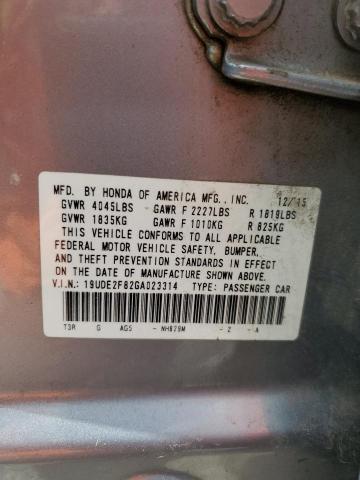 MFD. BY HONDA OF AMERICA MFG., INC. 12/15
GVWR 4045LBS GAWR F 2227LBS R 1819LBS
GVWR 1835KG GAWR F 1010KG R 825KG
THIS VEHICLE CONFORMS TO ALL APPLICABLE
FEDERAL MOTOR VEHICLE SAFETY, BUMPER,
AND THEFT PREVENTION STANDARDS IN EFFECT
ON THE DATE OF MANUFACTURE SHOWN ABOVE.
V.I.N.: 19UDE2F82GA023314 TYPE: PASSENGER CAR
T3R G AG5 -NH829M -2 -A